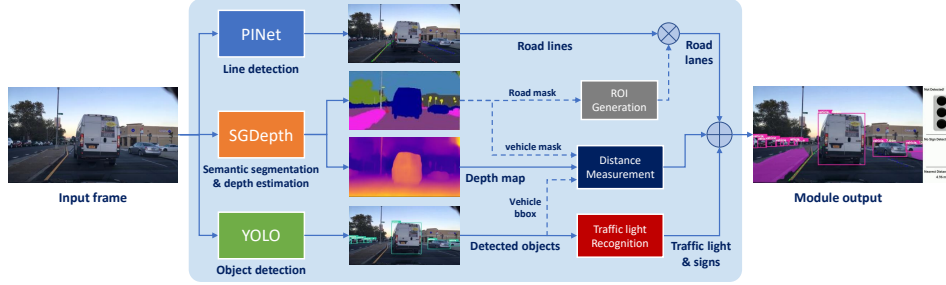 PINet
Line detection
Road lines
Road
lanes
Road mask
ROI
Generation
SGDepth
Semantic segmentation
& depth estimation
vehicle mask
Depth map
Distance
Measurement
Input frame
Module output
Vehicle
bbox
YOLO
Object detection
Detected objects
Traffic light
Recognition
Traffic light
& signs